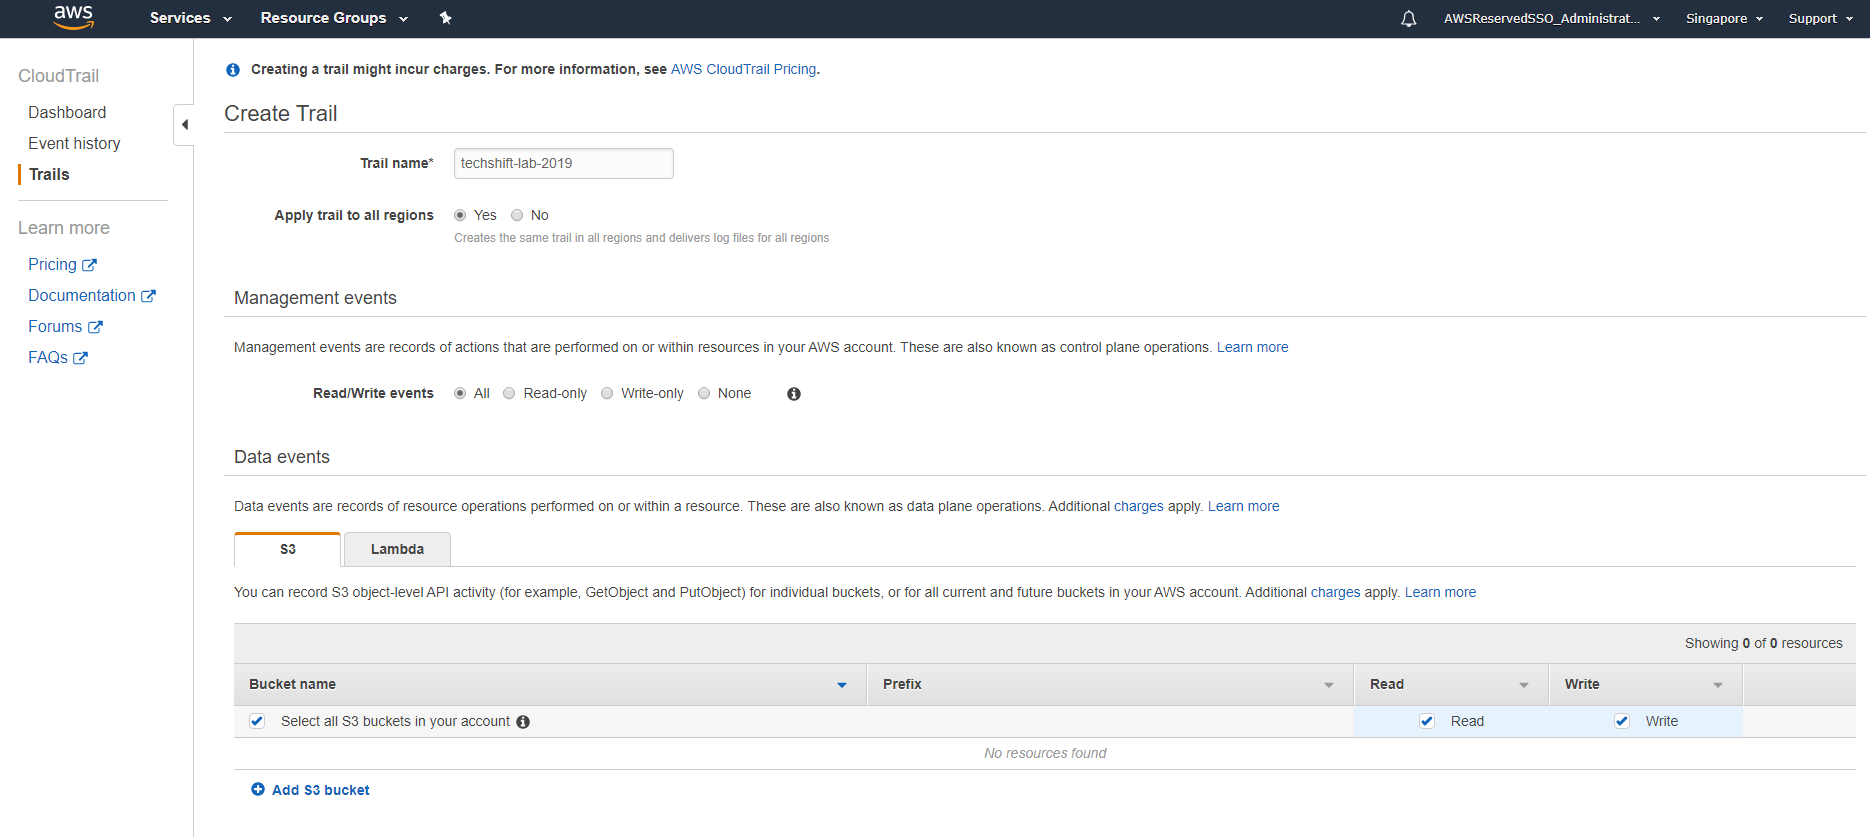 aws Services Resource Groups AWSReservedSSO_Administrat... Singapore Support
CloudTrail
Dashboard
Event history
Trails
Learn more
Pricing
Documentation
Forums
FAQs
Creating a trail might incur charges. For more information, see AWS CloudTrail Pricing.
Create Trail
Trail name* techshift-lab-2019
Apply trail to all regions Yes No
Creates the same trail in all regions and delivers log files for all regions
Management events
Management events are records of actions that are performed on or within resources in your AWS account. These are also known as control plane operations. Learn more
Read/Write events All Read-only Write-only None
Data events
Data events are records of resource operations performed on or within a resource. These are also known as data plane operations. Additional charges apply. Learn more
S3 Lambda
You can record S3 object-level API activity (for example, GetObject and PutObject) for individual buckets, or for all current and future buckets in your AWS account. Additional charges apply. Learn more
Showing 0 of 0 resources
Bucket name Prefix Read Write
Select all S3 buckets in your account Read Write
No resources found
Add S3 bucket